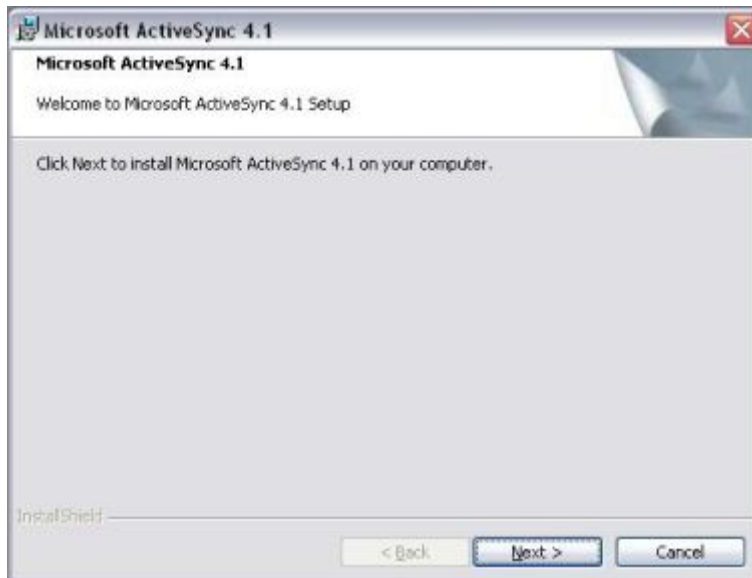 Microsoft ActiveSync 4.1
Microsoft ActiveSync 4.1
Welcome to Microsoft ActiveSync 4.1 Setup
Click Next to install Microsoft ActiveSync 4.1 on your computer.
InstallShield
< Back Next > Cancel